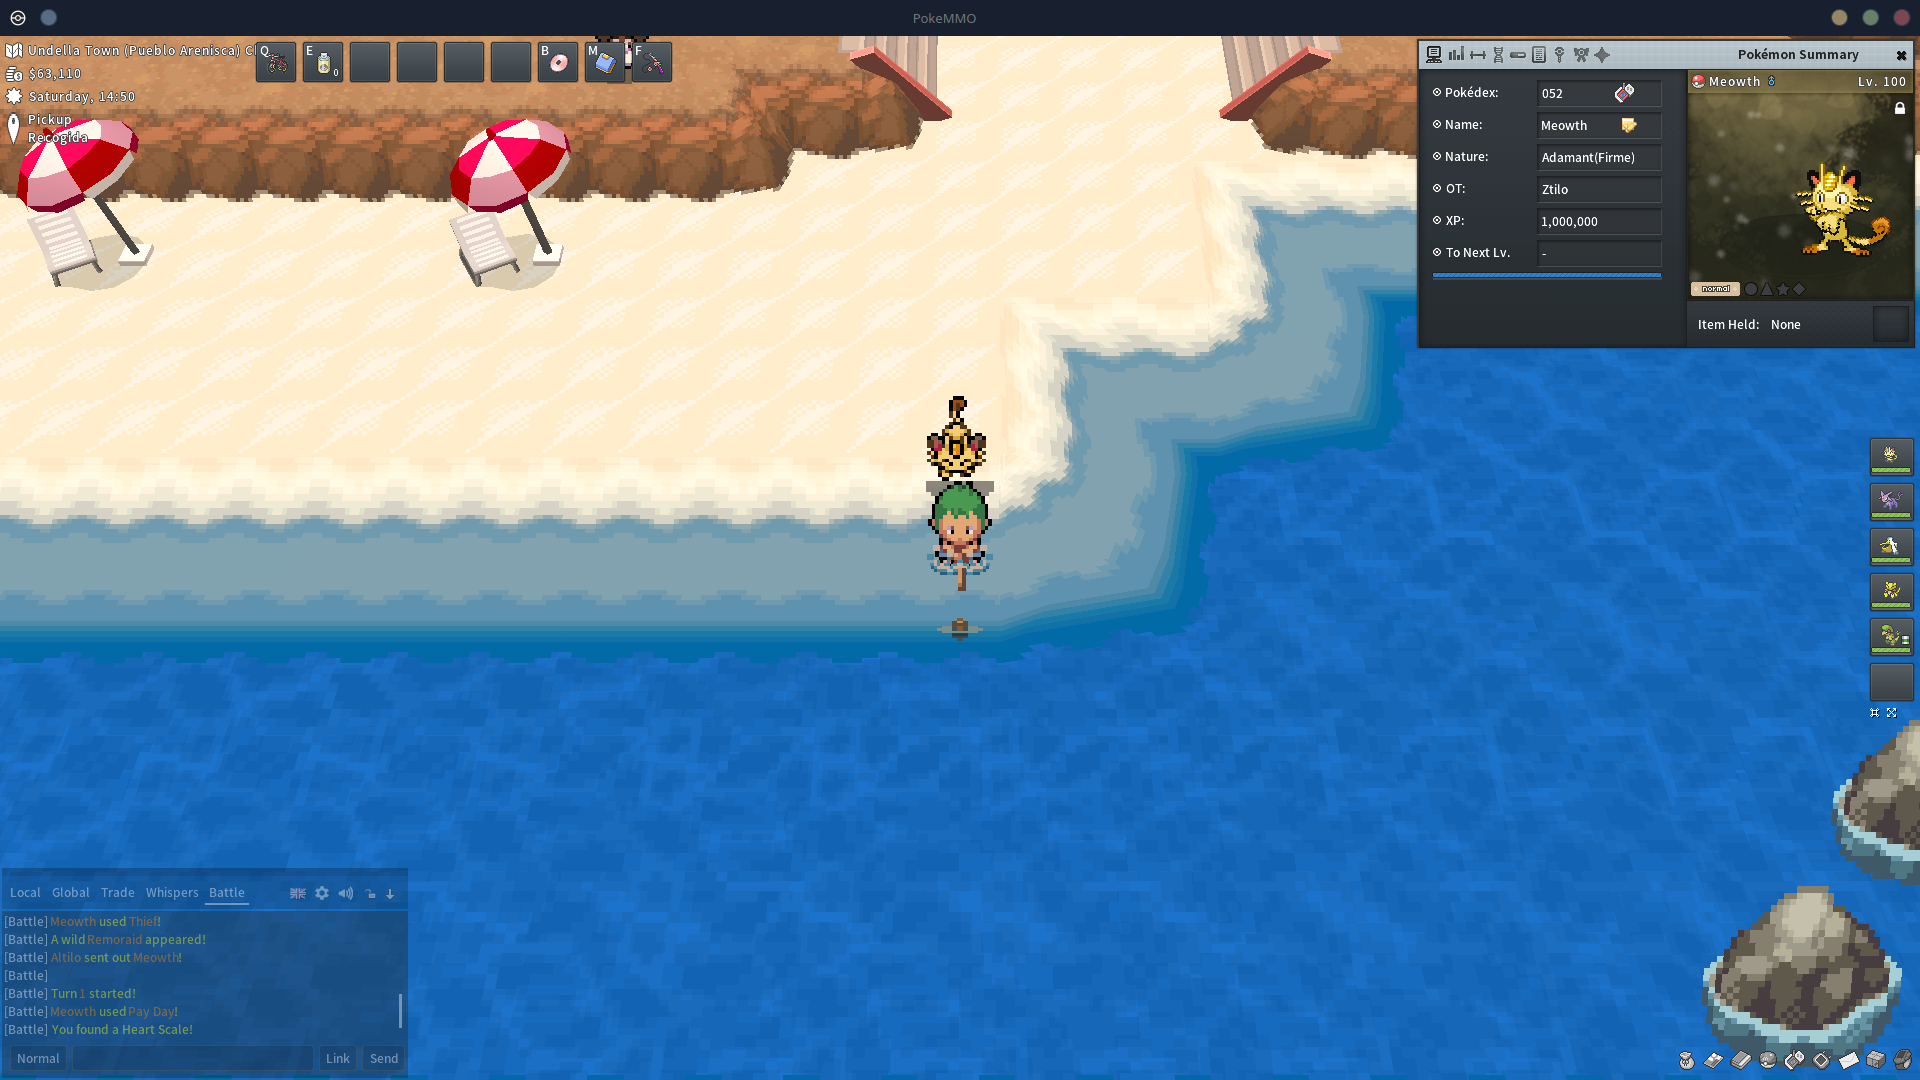 PokeMMO
Undella Town (Pueblo Arenisca) C
$63,110
Saturday, 14:50
Pickup
Recogida
Q
E
0
B
M
F
Pokémon Summary
Pokédex:
052
Name:
Meowth
Nature:
Adamant(Firme)
OT:
Ztilo
XP:
1,000,000
To Next Lv.
-
Meowth
Lv. 100
normal
Item Held: None
Local Global Trade Whispers Battle
[Battle] Meowth used Thief!
[Battle] A wild Remoraid appeared!
[Battle] Altilo sent out Meowth!
[Battle]
[Battle] Turn 1 started!
[Battle] Meowth used Pay Day!
[Battle] You found a Heart Scale!
Normal
Link
Send